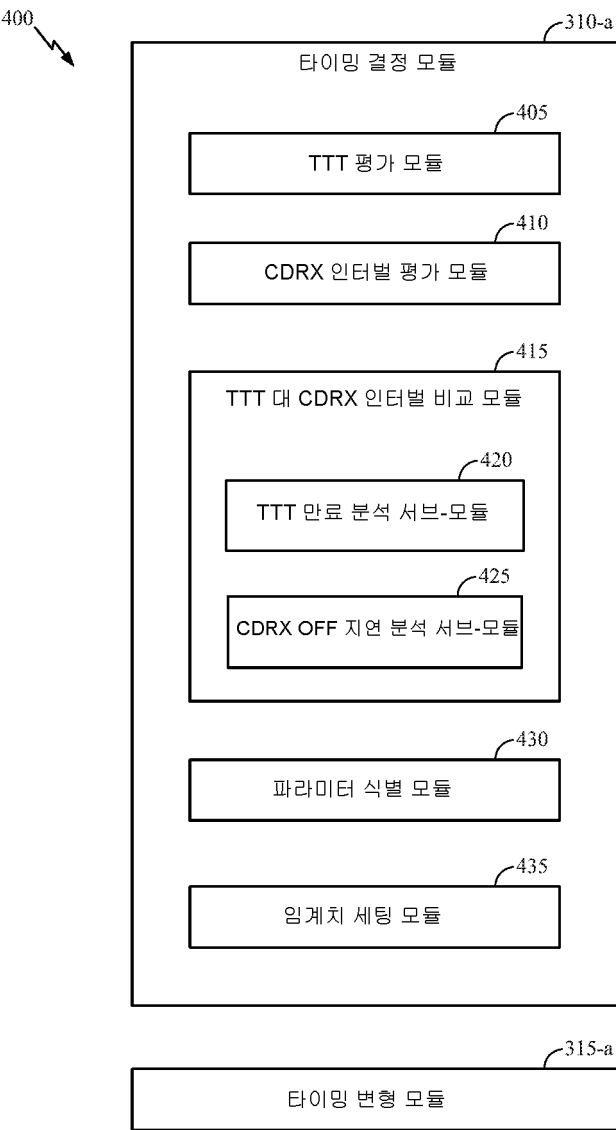 400
310-a
타이밍 결정 모듈
405
TTT 평가 모듈
410
CDRX 인터벌 평가 모듈
415
TTT 대 CDRX 인터벌 비교 모듈
420
TTT 만료 분석 서브-모듈
425
CDRX OFF 지연 분석 서브-모듈
430
파라미터 식별 모듈
435
임계치 세팅 모듈
315-a
타이밍 변형 모듈